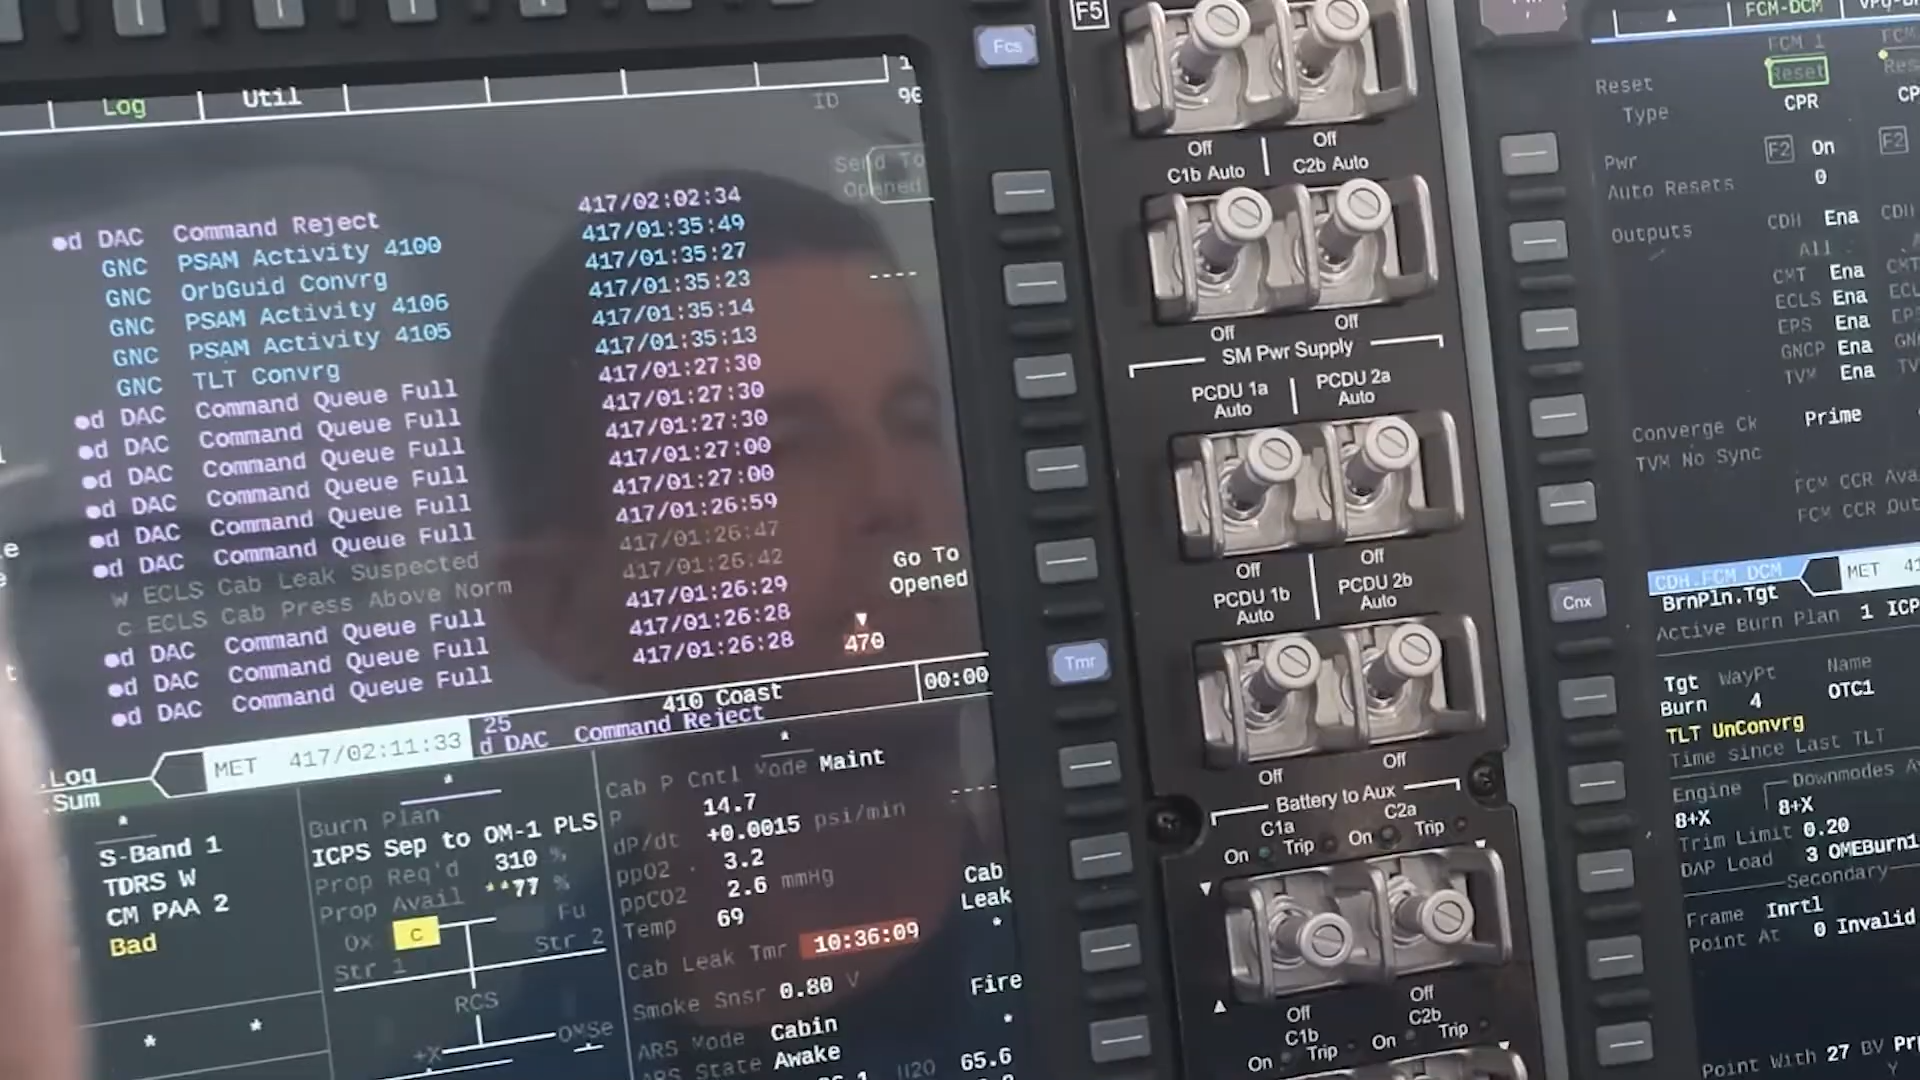 Log Util
ID 90
Send To
Opened
d DAC Command Reject 417/02:02:34
GNC PSAM Activity 4100 417/01:35:49
GNC OrbGuid Convrg 417/01:35:27
GNC PSAM Activity 4106 417/01:35:23
GNC PSAM Activity 4105 417/01:35:14
GNC TLT Convrg 417/01:35:13
d DAC Command Queue Full 417/01:27:30
d DAC Command Queue Full 417/01:27:30
d DAC Command Queue Full 417/01:27:30
d DAC Command Queue Full 417/01:27:00
d DAC Command Queue Full 417/01:27:00
d DAC Command Queue Full 417/01:26:59
W ECLS Cab Leak Suspected 417/01:26:47
C ECLS Cab Press Above Norm 417/01:26:42
d DAC Command Queue Full 417/01:26:29
d DAC Command Queue Full 417/01:26:28
d DAC Command Queue Full 417/01:26:28
Go To
Opened
470
410 Coast 00:00
MET 417/02:11:33
25
d DAC Command Reject
.Log
.Sum
S-Band 1
TDRS W
CM PAA 2
Bad
Burn Plan
ICPS Sep to OM-1 PLS
Prop Req'd 310 %
Prop Avail **77 %
Ox C Fu
Str 1 Str 2
RCS
+X OMSe
Cab P Cntl Mode Maint
P 14.7
dP/dt +0.0015 psi/min
ppO2 3.2
ppCO2 2.6 mmHg
Temp 69
Cab Leak Tmr 10:36:09
Smoke Snsr 0.80 V
ARS Mode Cabin
ARS State Awake
H2O 65.6
Cab
Leak
*
Fire
*
Fcs
Tmr
F5
Off Off
C1b Auto C2b Auto
Off Off
SM Pwr Supply
PCDU 1a
Auto
PCDU 2a
Auto
Off Off
PCDU 1b
Auto
PCDU 2b
Auto
Off Off
Battery to Aux
C1a C2a
On Trip On Trip
Off Off
C1b C2b
On Trip On Trip
Cnx
FCM-DCM
FCM 1
Reset Reset
Type CPR
Pwr F2 On F2
Auto Resets 0
Outputs CDH Ena CDH
All
CMT Ena CMT
ECLS Ena
EPS Ena
GNCP Ena
TVM Ena
Converge Ck Prime
TVM No Sync
FCM CCR
FCM CCR Out
CDH.FCM DCM MET
BrnPln.Tgt
Active Burn Plan 1 ICP
Tgt WayPt Name
Burn 4 OTC1
TLT UnConvrg
Time since Last TLT
Engine Downmodes
8+X 8+X
Trim Limit 0.20
DAP Load 3 OMEBurn1
Secondary
Frame Inrtl
Point At 0 Invalid
Point With 27 BV
Y